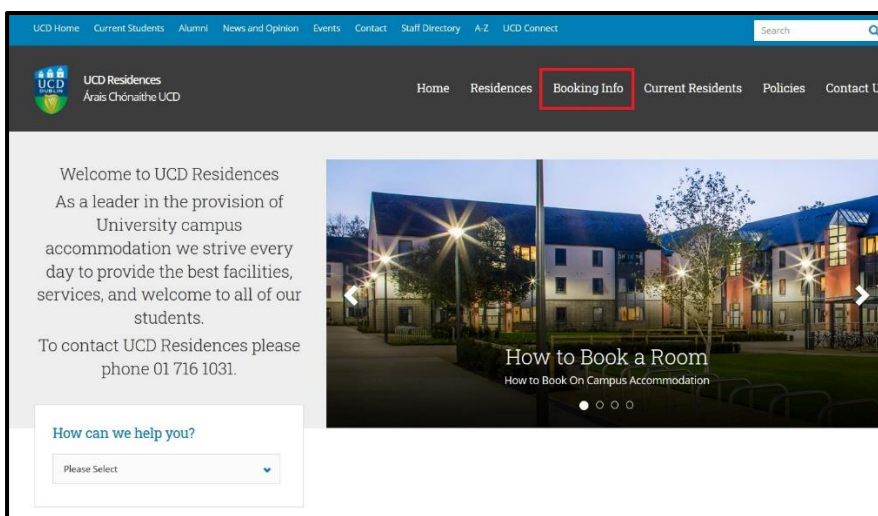 UCD Home Current Students Alumni News and Opinion Events Contact Staff Directory A-Z UCD Connect Search
UCD
DUBLIN
UCD Residences
Árais Chónaithe UCD
Home Residences Booking Info Current Residents Policies Contact U
Welcome to UCD Residences
As a leader in the provision of
University campus
accommodation we strive every
day to provide the best facilities,
services, and welcome to all of our
students.
To contact UCD Residences please
phone 01 716 1031.
How to Book a Room
How to Book On Campus Accommodation
How can we help you?
Please Select